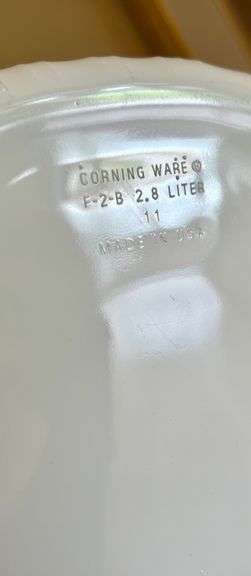 CORNING WARE ®
F-2-B 2.8 LITER
11
MADE IN USA